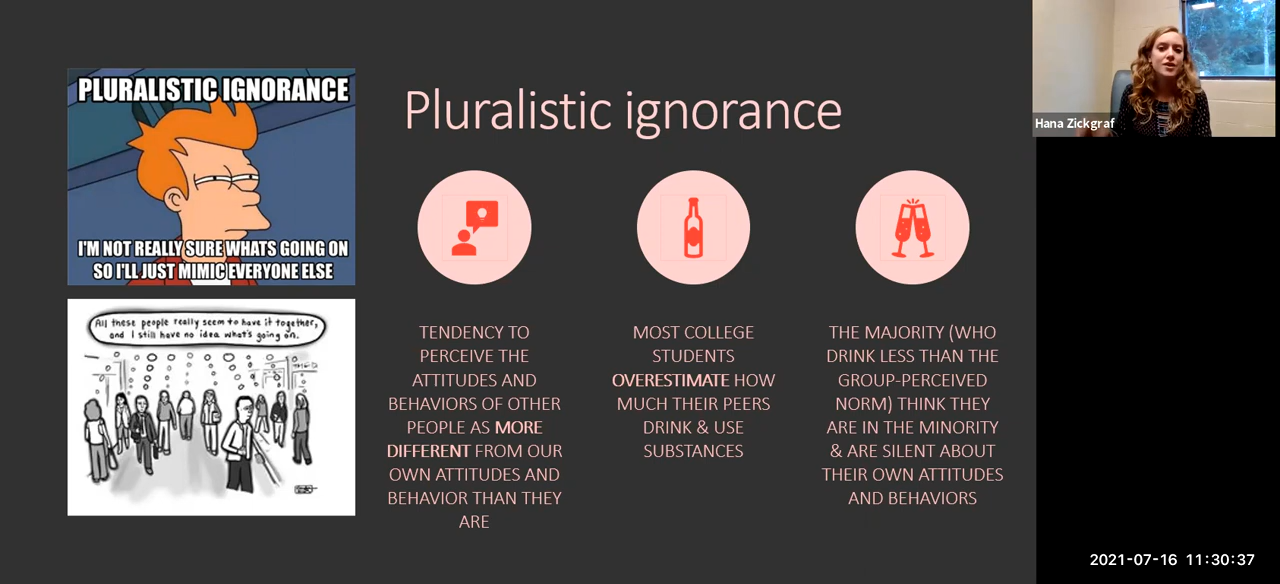 PLURALISTIC IGNORANCE
I'M NOT REALLY SURE WHATS GOING ON
SO I'LL JUST MIMIC EVERYONE ELSE
All these people really seem to have it together,
and I still have no idea what's going on.
Pluralistic ignorance
TENDENCY TO
PERCEIVE THE
ATTITUDES AND
BEHAVIORS OF OTHER
PEOPLE AS MORE
DIFFERENT FROM OUR
OWN ATTITUDES AND
BEHAVIOR THAN THEY
ARE
MOST COLLEGE
STUDENTS
OVERESTIMATE HOW
MUCH THEIR PEERS
DRINK & USE
SUBSTANCES
THE MAJORITY (WHO
DRINK LESS THAN THE
GROUP-PERCEIVED
NORM) THINK THEY
ARE IN THE MINORITY
& ARE SILENT ABOUT
THEIR OWN ATTITUDES
AND BEHAVIORS
Hana Zickgraf
2021-07-16 11:30:37